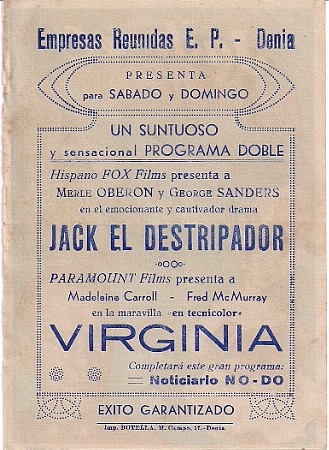 Empresas Reunidas E. P. - Denia
PRESENTA
para SABADO y DOMINGO
UN SUNTUOSO
y sensacional PROGRAMA DOBLE
Hispano FOX Films presenta a
MERLE OBERON y GEORGE SANDERS
en el emocionante y cautivador drama
JACK EL DESTRIPADOR
PARAMOUNT Films presenta a
Madeleine Carroll - Fred McMurray
en la maravilla «en tecnicolor»
VIRGINIA
Completará este gran programa:
Noticiario NO-DO
EXITO GARANTIZADO
Imp. BOTELLA, M. Campo, 17.-Denia